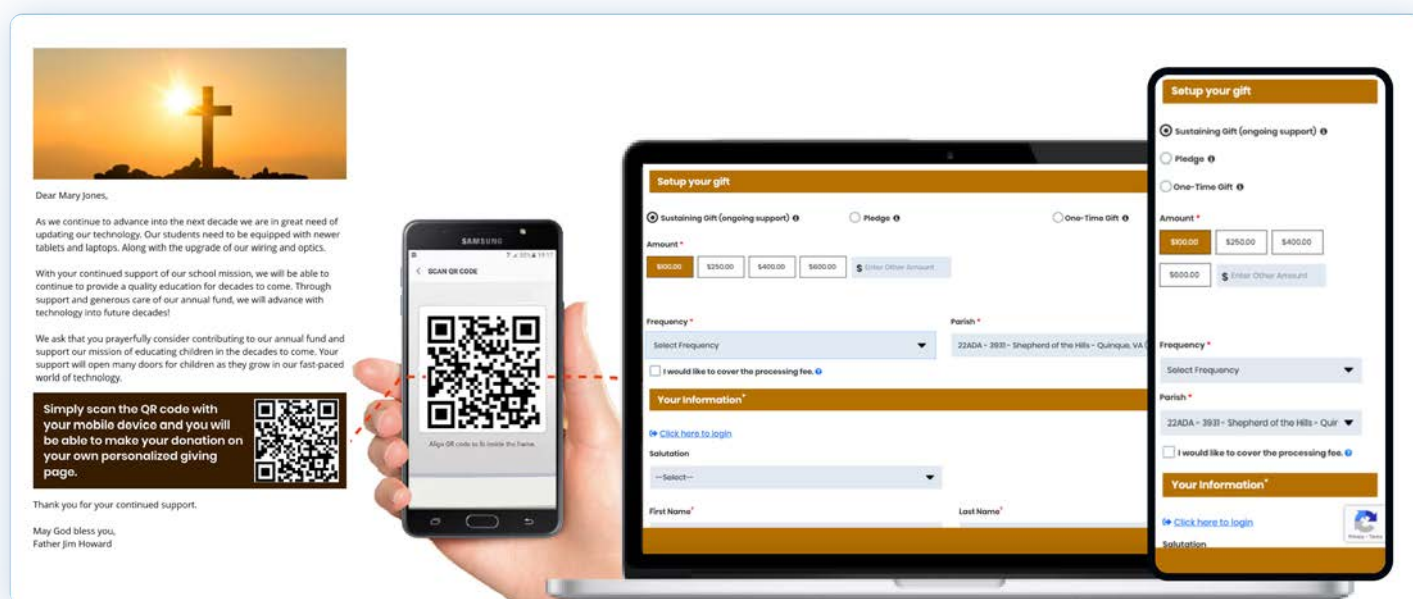 Dear Mary Jones,
As we continue to advance into the next decade we are in great need of
updating our technology. Our students need to be equipped with newer
tablets and laptops. Along with the upgrade of our wiring and optics.
With your continued support of our school mission, we will be able to
continue to provide a quality education for decades to come. Through
support and generous care of our annual fund, we will advance with
technology into future decades!
We ask that you prayerfully consider contributing to our annual fund and
support our mission of educating children in the decades to come. Your
support will open many doors for children as they grow in our fast-paced
world of technology.
Simply scan the QR code with
your mobile device and you will
be able to make your donation on
your own personalized giving
page.
Thank you for your continued support.
May God bless you,
Father Jim Howard
SAMSUNG
19:17
SCAN QR CODE
Align QR code to fit inside the frame.
Setup your gift
Sustaining Gift (ongoing support)
Pledge
One-Time Gift
Amount *
$100.00
$250.00
$400.00
$600.00
$ Enter Other Amount
Frequency *
Parish *
Select Frequency
22ADA - 3931 - Shepherd of the Hills - Quinque, VA (
I would like to cover the processing fee.
Your Information*
Click here to login
Salutation
--Select--
First Name*
Last Name*
Setup your gift
Sustaining Gift (ongoing support)
Pledge
One-Time Gift
Amount *
$100.00
$250.00
$400.00
$600.00
$ Enter Other Amount
Frequency *
Select Frequency
Parish *
22ADA - 3931 - Shepherd of the Hills - Quir
I would like to cover the processing fee.
Your Information*
Click here to login
Privacy - Terms
Salutation